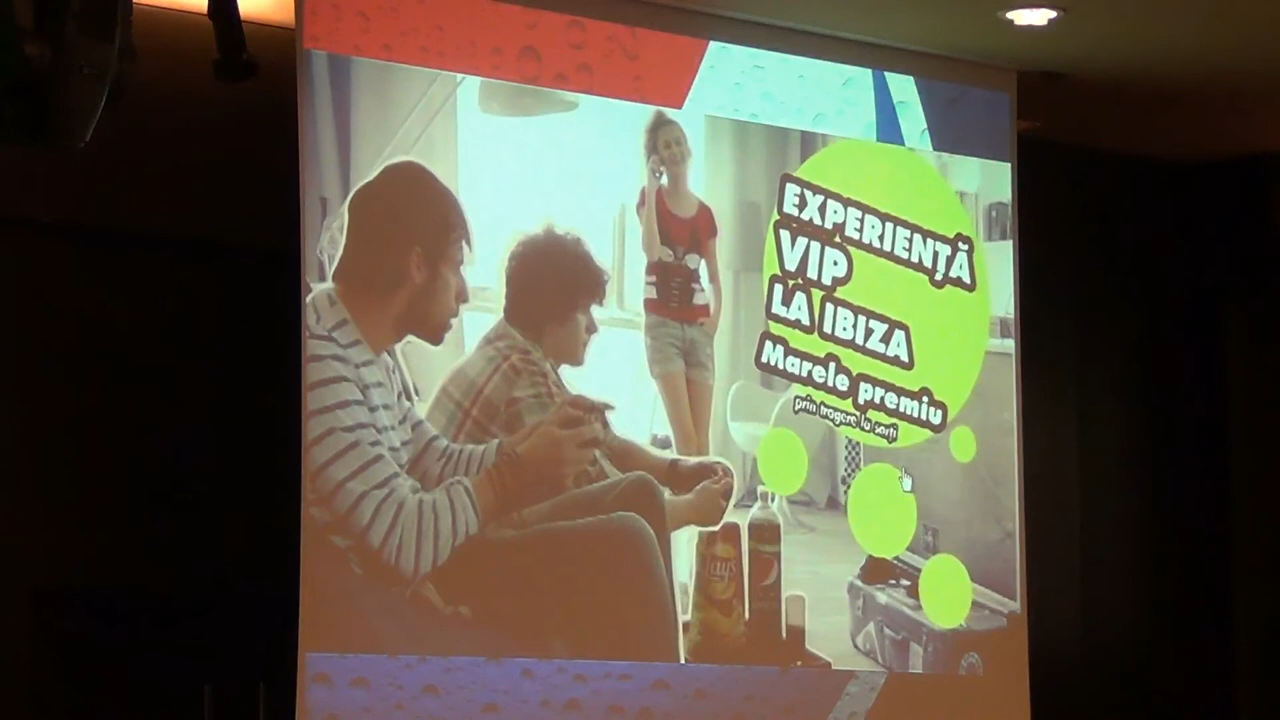 EXPERIENȚĂ
VIP
LA IBIZA
Marele premiu
prin tragere la sorți
Lay's